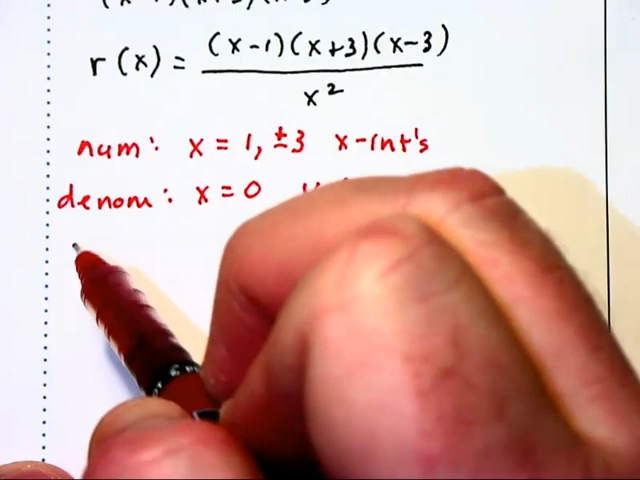 r(x) = (x-1)(x+3)(x-3)
x²
num: x = 1, ±3 x-int's
denom: x = 0